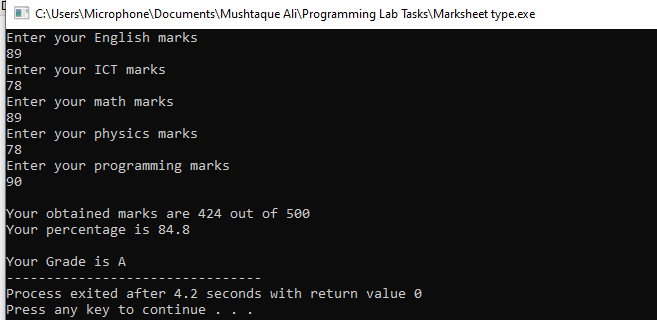 C:\Users\Microphone\Documents\Mushtaque Ali\Programming Lab Tasks\Marksheet type.exe
Enter your English marks
89
Enter your ICT marks
78
Enter your math marks
89
Enter your physics marks
78
Enter your programming marks
90
Your obtained marks are 424 out of 500
Your percentage is 84.8
Your Grade is A
--------------------------------
Process exited after 4.2 seconds with return value 0
Press any key to continue . . .